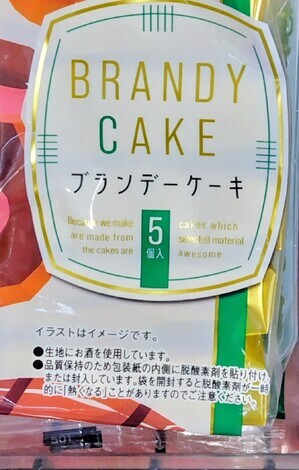 BRANDY
CAKE
ブランデーケーキ
Because we make
are made from
the cakes are
5
個入
cakes which
selected material
awesome
イラストはイメージです。
●生地にお酒を使用しています。
●品質保持のため包装紙の内側に脱酸素剤を貼り付け、
または封入しています。袋を開封すると脱酸素剤が一時
的に「熱くなる」ことがありますのでご注意ください。